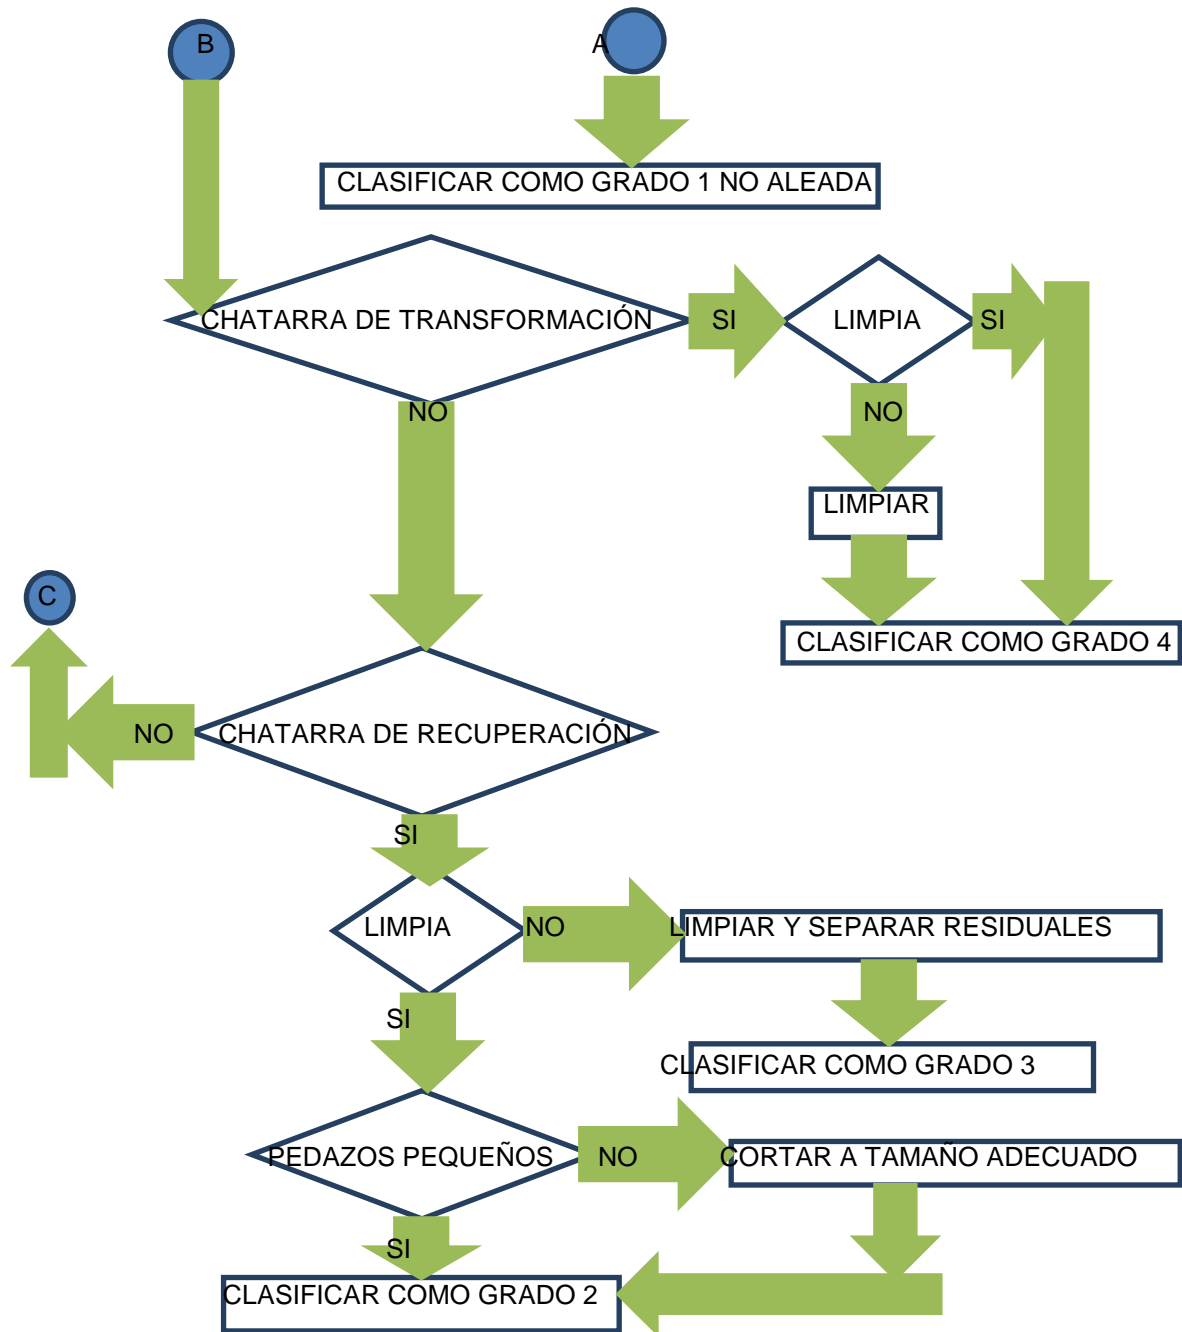 B
A
CLASIFICAR COMO GRADO 1 NO ALEADA
CHATARRA DE TRANSFORMACIÓN
SI
LIMPIA
SI
NO
NO
LIMPIAR
C
CLASIFICAR COMO GRADO 4
NO
CHATARRA DE RECUPERACIÓN
SI
LIMPIA
NO
LIMPIAR Y SEPARAR RESIDUALES
SI
CLASIFICAR COMO GRADO 3
PEDAZOS PEQUEÑOS
NO
CORTAR A TAMAÑO ADECUADO
SI
CLASIFICAR COMO GRADO 2